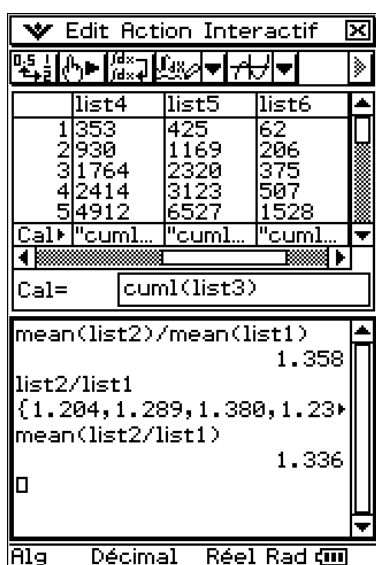 Edit Action Interactif
list4 list5 list6
1 353 425 62
2 930 1169 206
3 1764 2320 375
4 2414 3123 507
5 4912 6527 1528
Cal "cuml... "cuml... "cuml...
Cal= cuml(list3)
mean(list2)/mean(list1)
1.358
list2/list1
{1.204,1.289,1.380,1.23
mean(list2/list1)
1.336
Alg Décimal Réel Rad